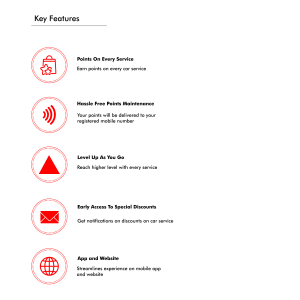 Key Features
Points On Every Service
Earn points on every car service
Hassle Free Points Maintenance
Your points will be delivered to your
registered mobile number
Level Up As You Go
Reach higher level with every service
Early Access To Special Discounts
Get notifications on discounts on car service
App and Website
Streamlines experience on mobile app
and website